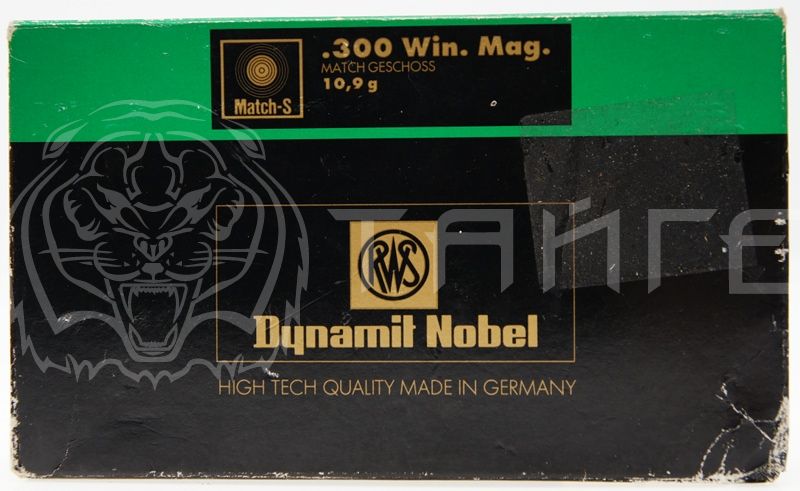 .300 Win. Mag.
MATCH GESCHOSS
10,9 g
Match-S
ТАЙГЕ
RWS
Dynamit Nobel
HIGH TECH QUALITY MADE IN GERMANY